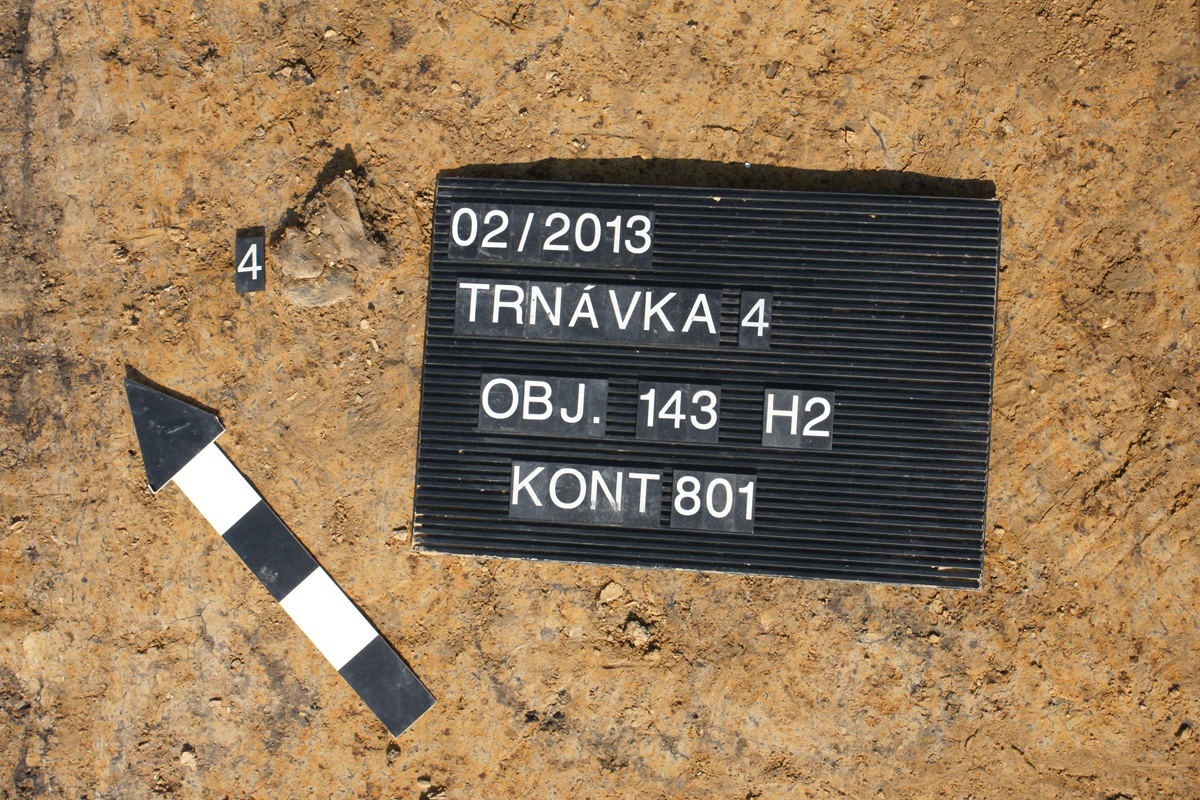 02/2013
4
TRNÁVKA 4
OBJ. 143 H2
KONT 801